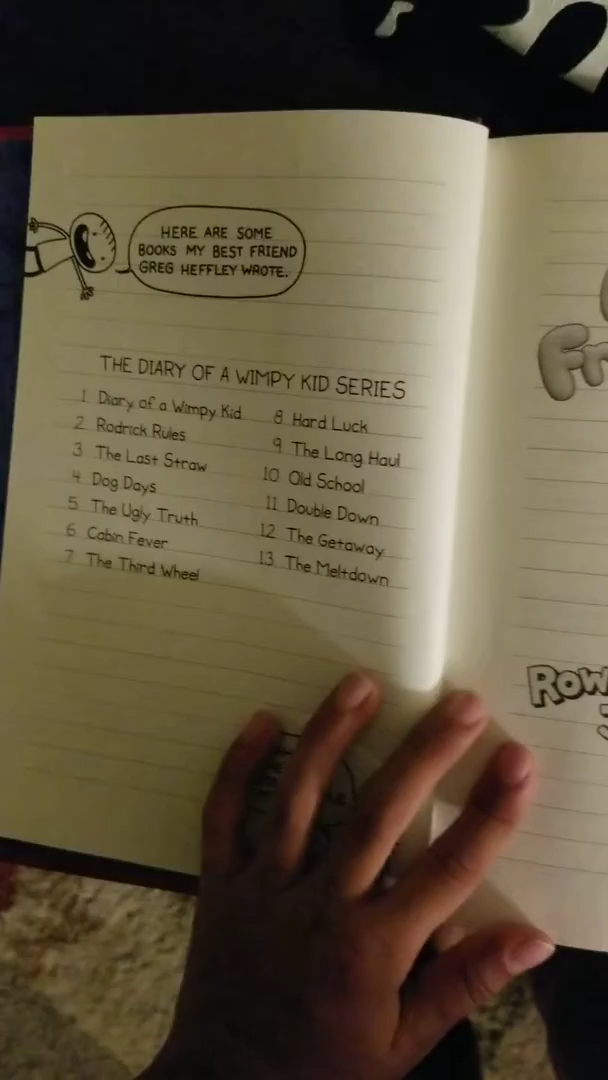 HERE ARE SOME
BOOKS MY BEST FRIEND
GREG HEFFLEY WROTE.
THE DIARY OF A WIMPY KID SERIES
1 Diary of a Wimpy Kid
2 Rodrick Rules
3 The Last Straw
4 Dog Days
5 The Ugly Truth
6 Cabin Fever
7 The Third Wheel
8 Hard Luck
9 The Long Haul
10 Old School
11 Double Down
12 The Getaway
13 The Meltdown
Fr
Row
J